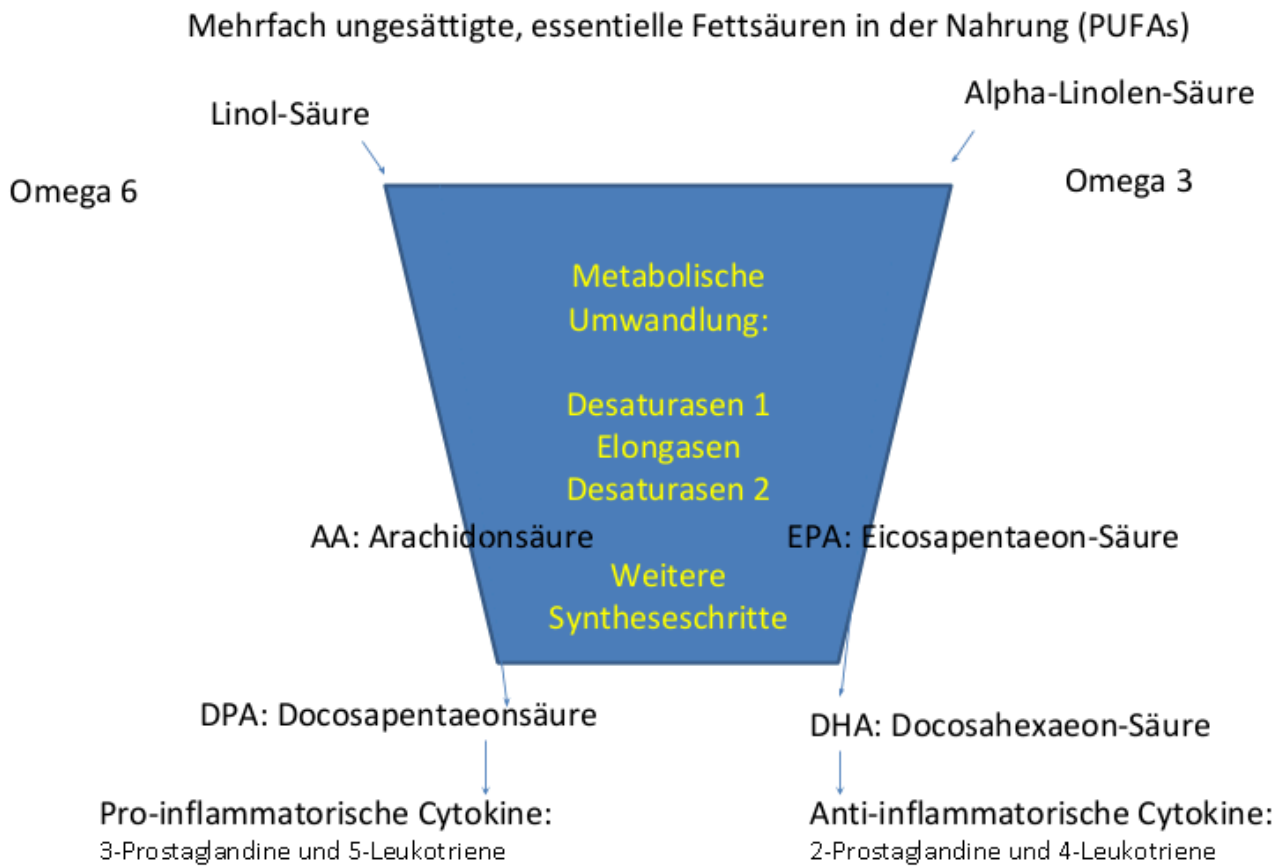 Mehrfach ungesättigte, essentielle Fettsäuren in der Nahrung (PUFAs)
Linol-Säure
Alpha-Linolen-Säure
Omega 6
Omega 3
Metabolische
Umwandlung:
Desaturasen 1
Elongasen
Desaturasen 2
AA: Arachidonsäure
EPA: Eicosapentaeon-Säure
Weitere
Syntheseschritte
DPA: Docosapentaeonsäure
DHA: Docosahexaeon-Säure
Pro-inflammatorische Cytokine:
3-Prostaglandine und 5-Leukotriene
Anti-inflammatorische Cytokine:
2-Prostaglandine und 4-Leukotriene